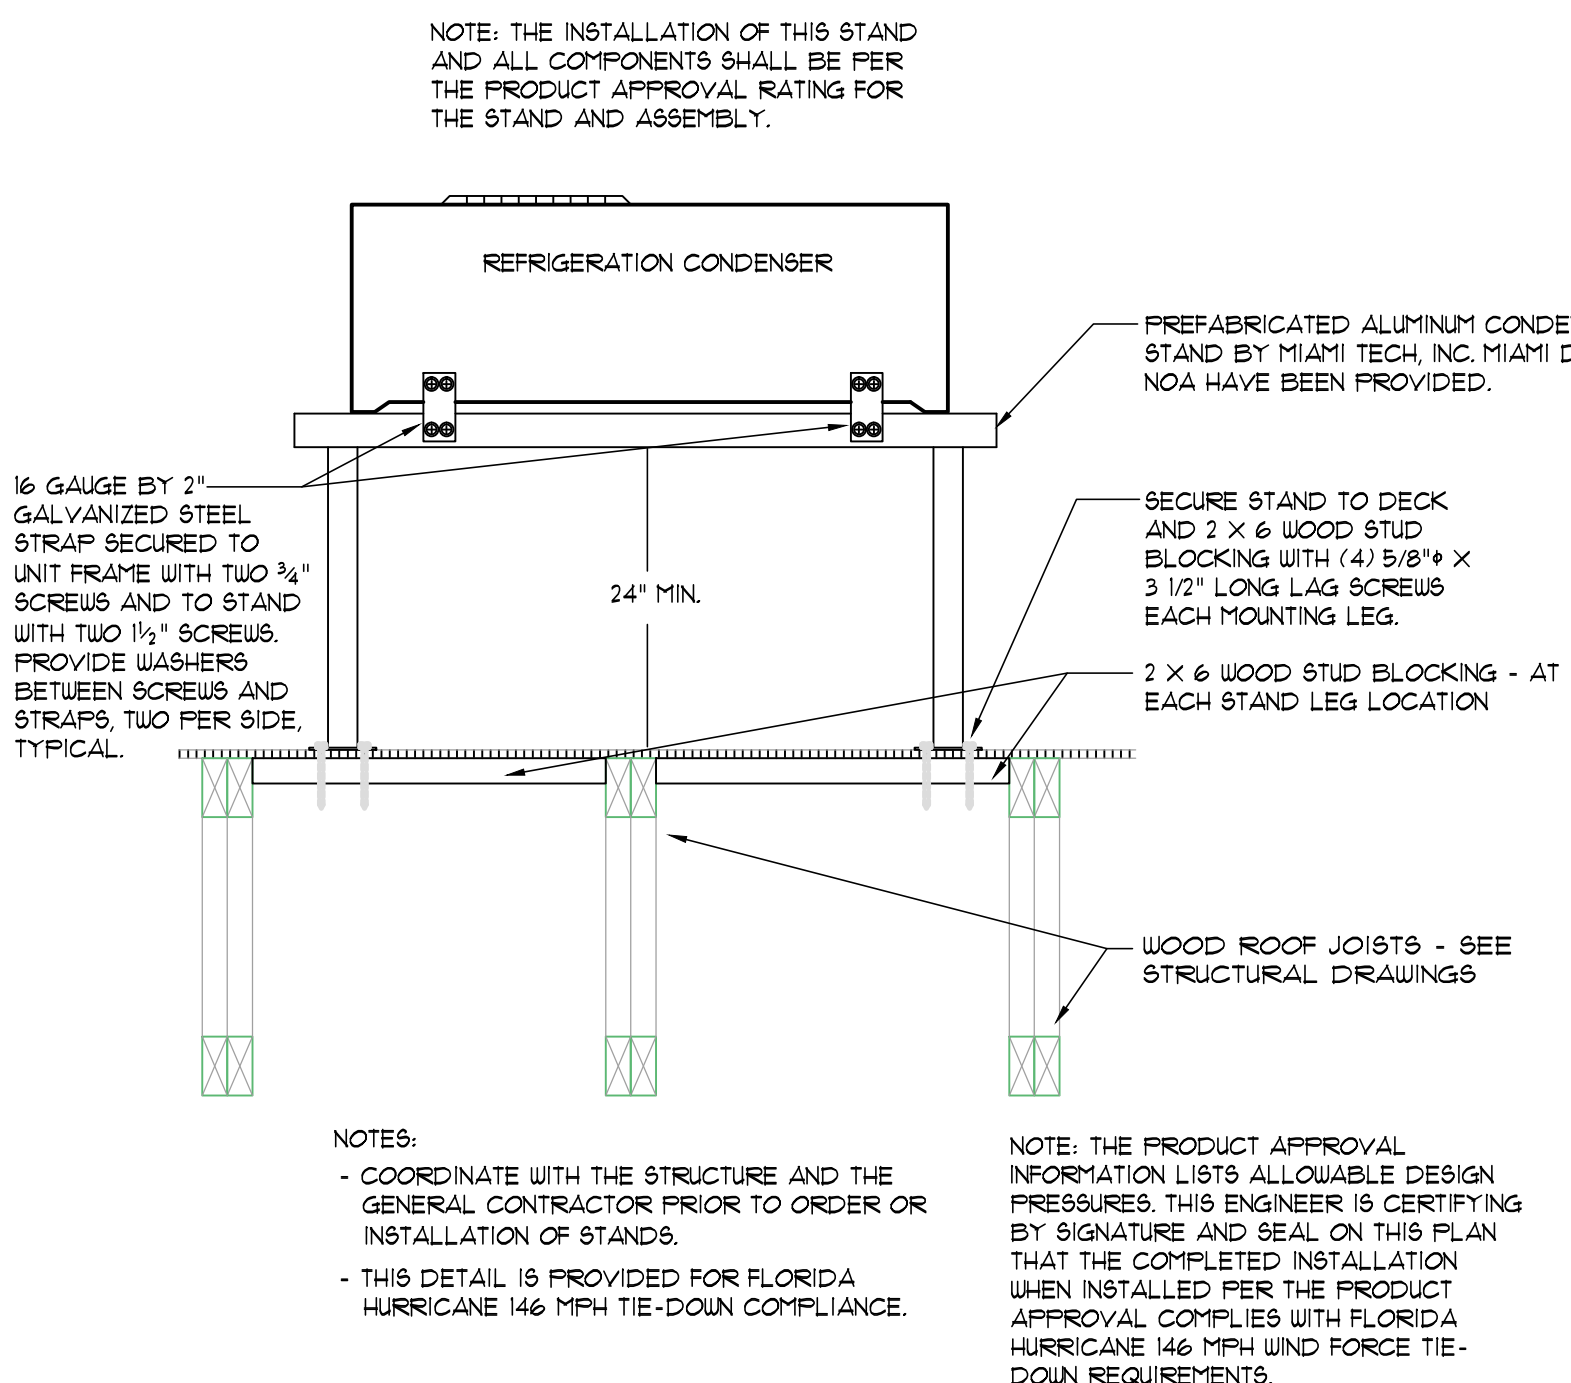 NOTE: THE INSTALLATION OF THIS STAND
AND ALL COMPONENTS SHALL BE PER
THE PRODUCT APPROVAL RATING FOR
THE STAND AND ASSEMBLY.
REFRIGERATION CONDENSER
PREFABRICATED ALUMINUM
STAND BY MIAMI TECH, INC. MIAMI
NOA HAVE BEEN PROVIDED.
16 GAUGE BY 2"
GALVANIZED STEEL
STRAP SECURED TO
UNIT FRAME WITH TWO ¾"
SCREWS AND TO STAND
WITH TWO 1½" SCREWS.
PROVIDE WASHERS
BETWEEN SCREWS AND
STRAPS, TWO PER SIDE,
TYPICAL.
24" MIN.
SECURE STAND TO DECK
AND 2 X 6 WOOD STUD
BLOCKING WITH (4) 5/8"ø X
3 1/2" LONG LAG SCREWS
EACH MOUNTING LEG.
2 X 6 WOOD STUD BLOCKING - AT
EACH STAND LEG LOCATION
WOOD ROOF JOISTS - SEE
STRUCTURAL DRAWINGS
NOTES:
- COORDINATE WITH THE STRUCTURE AND THE
GENERAL CONTRACTOR PRIOR TO ORDER OR
INSTALLATION OF STANDS.
- THIS DETAIL IS PROVIDED FOR FLORIDA
HURRICANE 146 MPH TIE-DOWN COMPLIANCE.
NOTE: THE PRODUCT APPROVAL
INFORMATION LISTS ALLOWABLE DESIGN
PRESSURES. THIS ENGINEER IS CERTIFYING
BY SIGNATURE AND SEAL ON THIS PLAN
THAT THE COMPLETED INSTALLATION
WHEN INSTALLED PER THE PRODUCT
APPROVAL COMPLIES WITH FLORIDA
HURRICANE 146 MPH WIND FORCE TIE-
DOWN REQUIREMENTS.